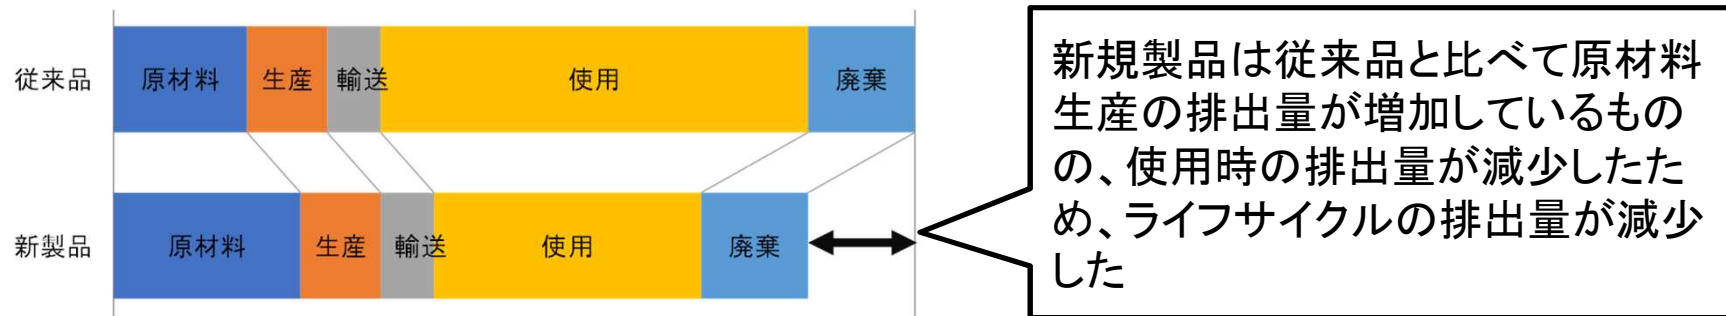 従来品
原材料
生産
輸送
使用
廃棄
新製品
原材料
生産
輸送
使用
廃棄
新規製品は従来品と比べて原材料
生産の排出量が増加しているもの
の、使用時の排出量が減少したた
め、ライフサイクルの排出量が減少
した